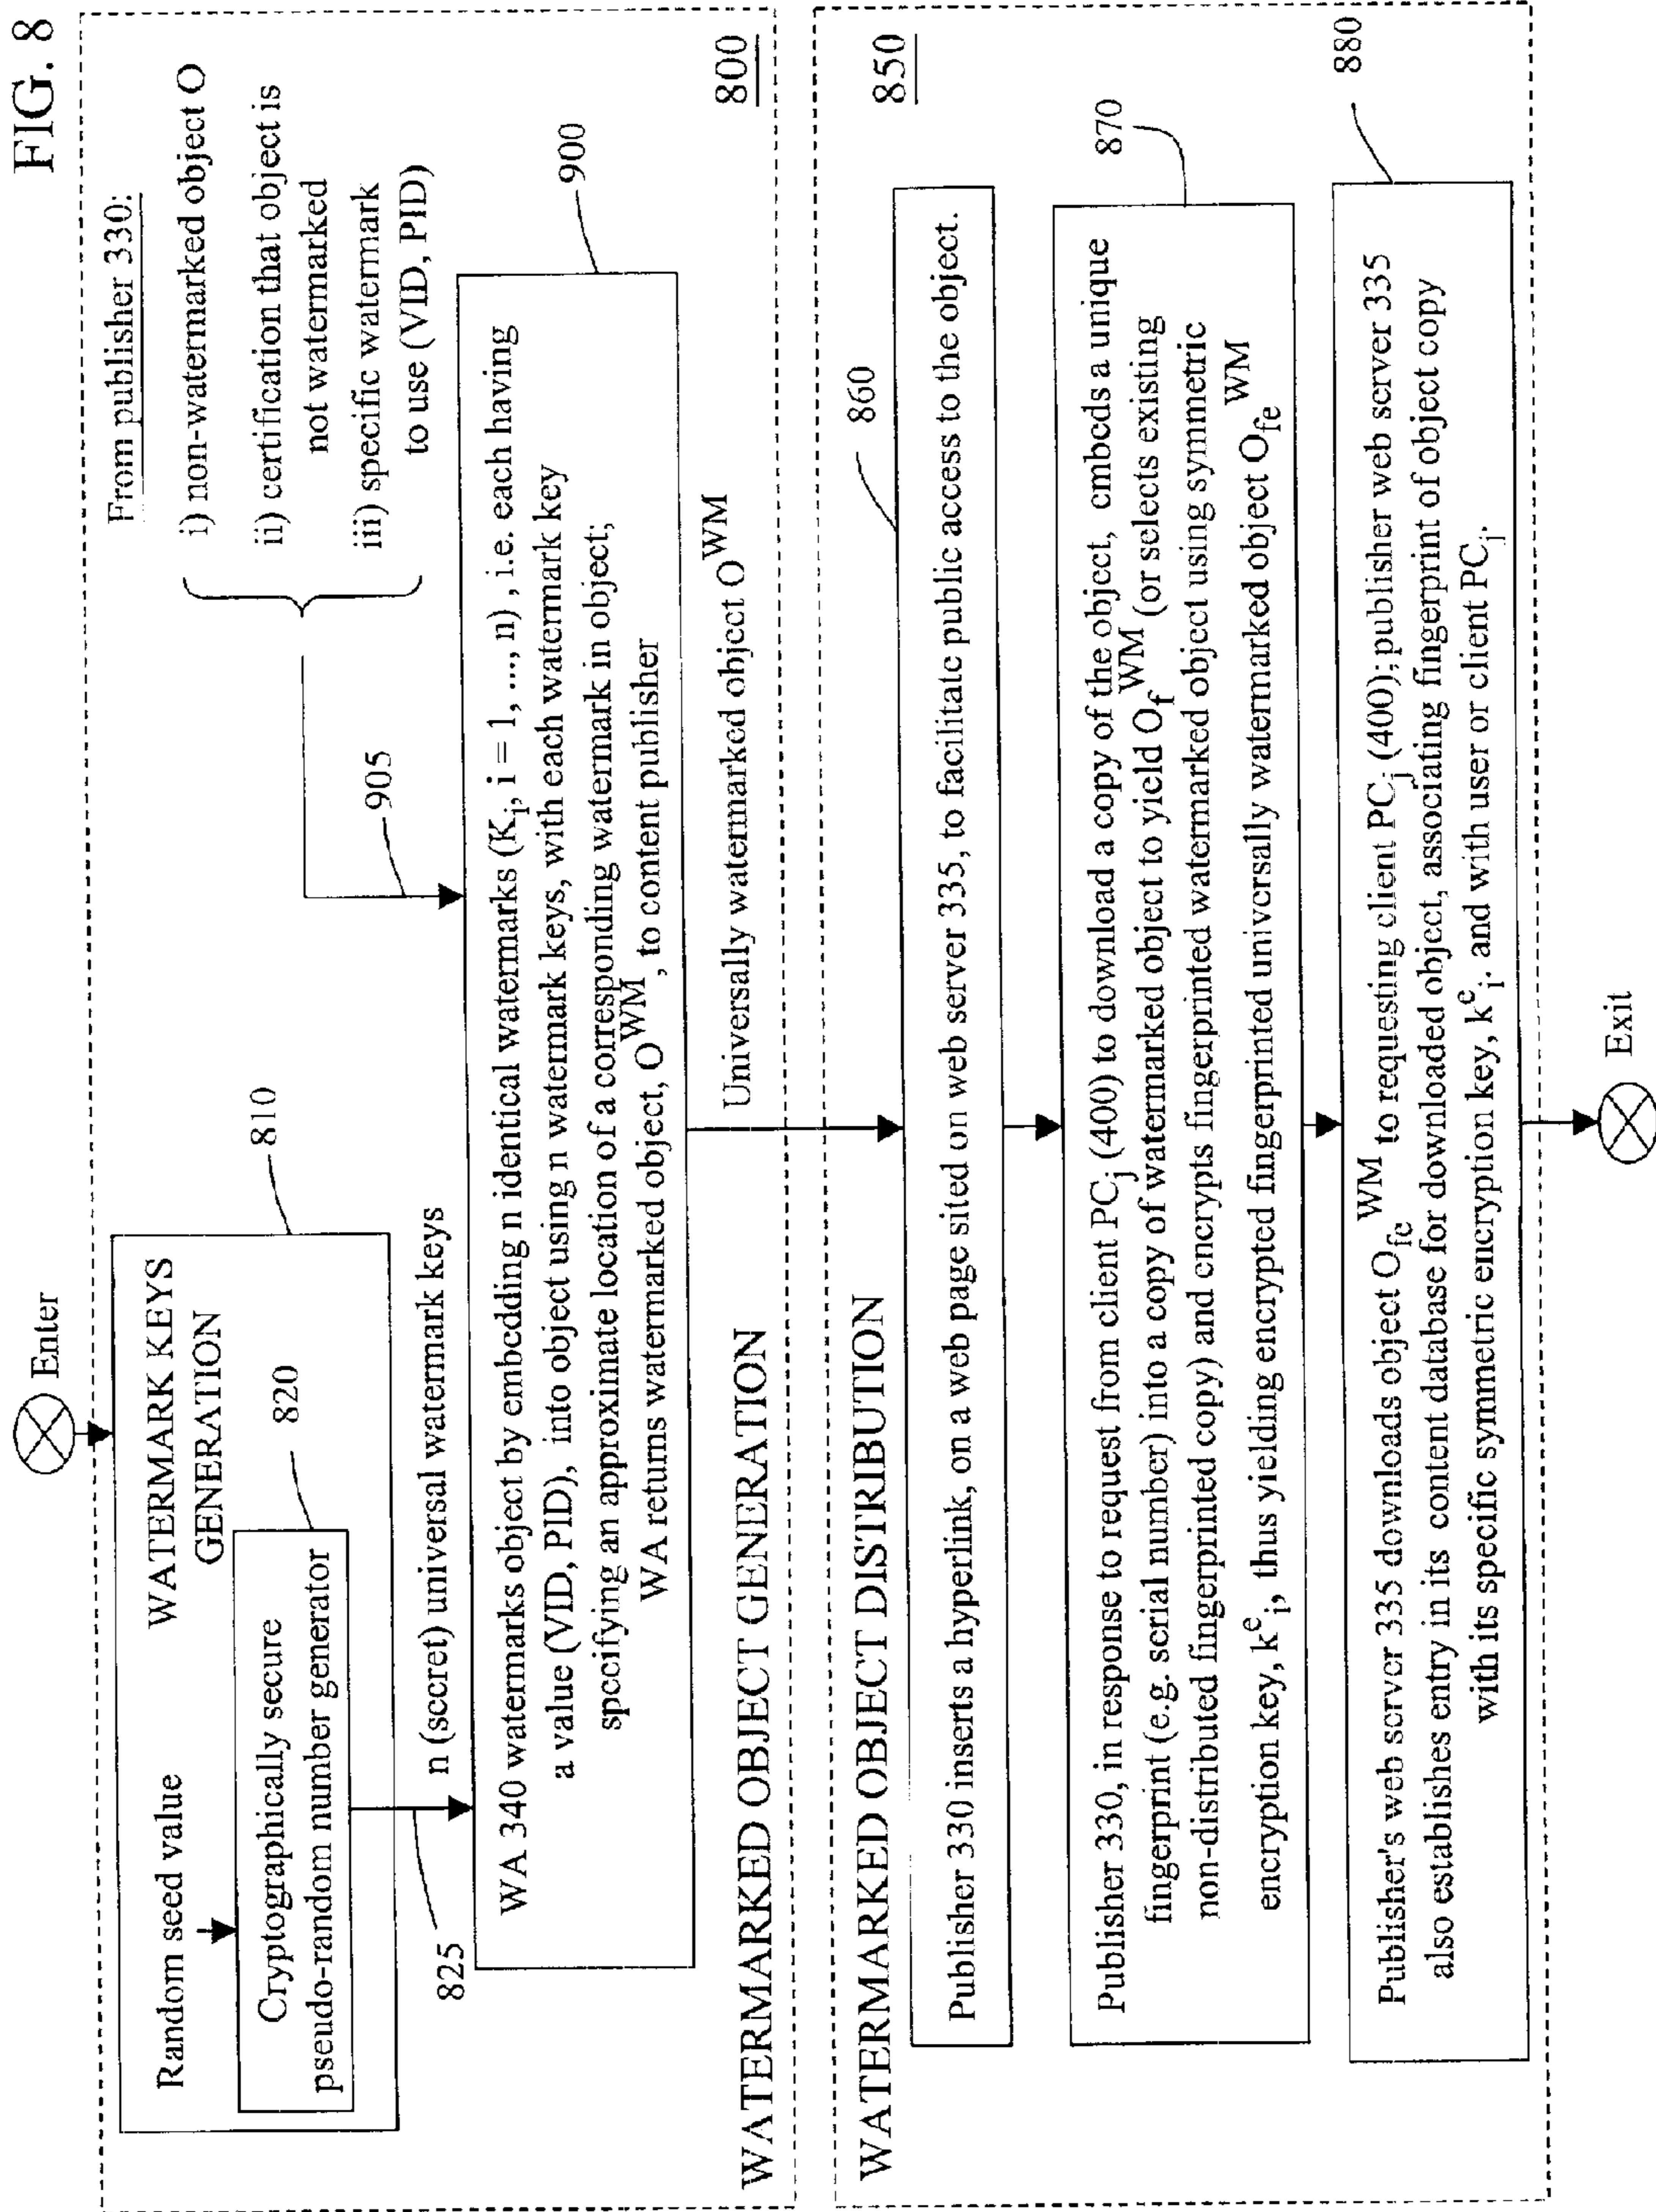 FIG. 8
Enter
WATERMARK KEYS
GENERATION
810
Random seed value
820
Cryptographically secure
pseudo-random number generator
825
n (secret) universal watermark keys
From publisher 330:
i) non-watermarked object O
ii) certification that object is
not watermarked
iii) specific watermark
to use (VID, PID)
905
900
WA 340 watermarks object by embedding n identical watermarks (Ki, i = 1, ..., n) , i.e. each having
a value (VID, PID), into object using n watermark keys, with each watermark key
specifying an approximate location of a corresponding watermark in object;
WA returns watermarked object, O^WM, to content publisher
Universally watermarked object O^WM
WATERMARKED OBJECT GENERATION
800
WATERMARKED OBJECT DISTRIBUTION
850
860
Publisher 330 inserts a hyperlink, on a web page sited on web server 335, to facilitate public access to the object.
870
Publisher 330, in response to request from client PCj (400) to download a copy of the object, embeds a unique
fingerprint (e.g. serial number) into a copy of watermarked object to yield Of^WM (or selects existing
non-distributed fingerprinted copy) and encrypts fingerprinted watermarked object using symmetric
encryption key, k^e_i, thus yielding encrypted fingerprinted universally watermarked object Ofe^WM
880
Publisher's web server 335 downloads object Ofe^WM to requesting client PCj (400); publisher web server 335
also establishes entry in its content database for downloaded object, associating fingerprint of object copy
with its specific symmetric encryption key, k^e_i. and with user or client PCj.
Exit